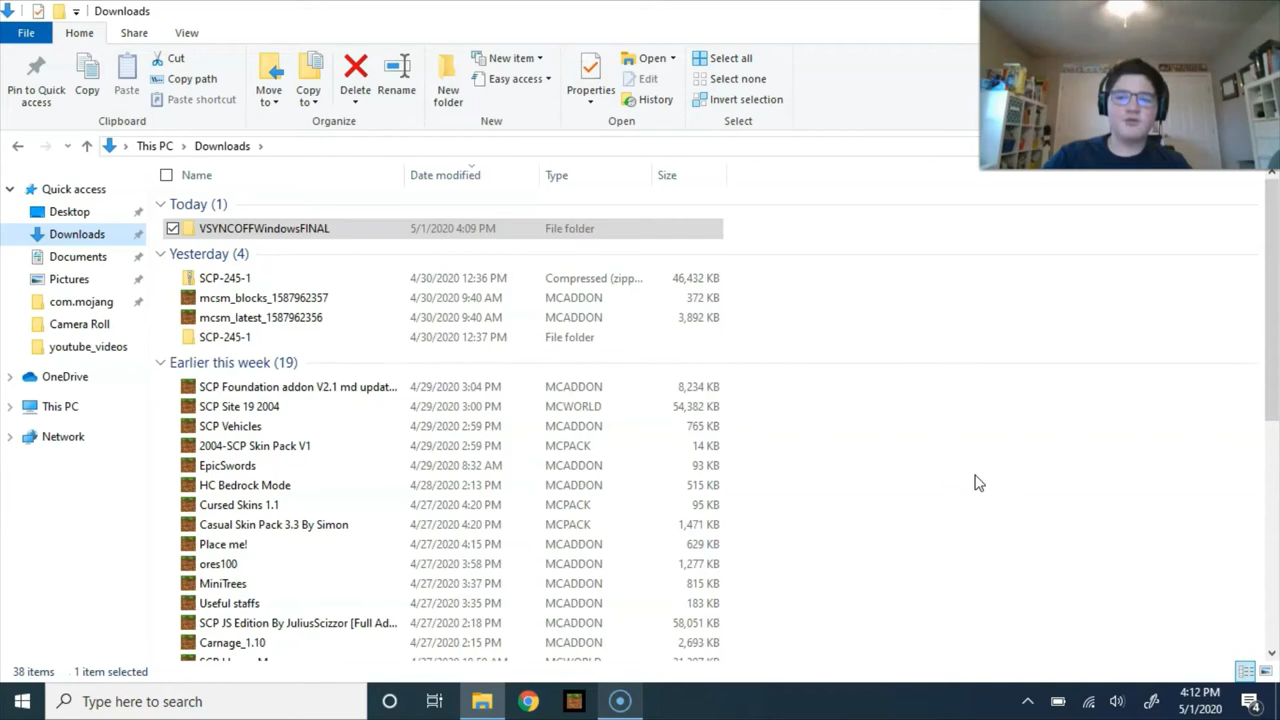 Downloads
File Home Share View
Pin to Quick access
Copy
Paste
Cut
Copy path
Paste shortcut
Clipboard
Move to
Copy to
Delete
Rename
Organize
New folder
New item
Easy access
New
Properties
Open
Edit
History
Open
Select all
Select none
Invert selection
Select
This PC Downloads
Name Date modified Type Size
Quick access
Desktop
Downloads
Documents
Pictures
com.mojang
Camera Roll
youtube_videos
OneDrive
This PC
Network
Today (1)
VSYNCOFFWindowsFINAL 5/1/2020 4:09 PM File folder
Yesterday (4)
SCP-245-1 4/30/2020 12:36 PM Compressed (zipp... 46,432 KB
mcsm_blocks_1587962357 4/30/2020 9:40 AM MCADDON 372 KB
mcsm_latest_1587962356 4/30/2020 9:40 AM MCADDON 3,892 KB
SCP-245-1 4/30/2020 12:37 PM File folder
Earlier this week (19)
SCP Foundation addon V2.1 md updat... 4/29/2020 3:04 PM MCADDON 8,234 KB
SCP Site 19 2004 4/29/2020 3:00 PM MCWORLD 54,382 KB
SCP Vehicles 4/29/2020 2:59 PM MCADDON 765 KB
2004-SCP Skin Pack V1 4/29/2020 2:59 PM MCPACK 14 KB
EpicSwords 4/29/2020 8:32 AM MCADDON 93 KB
HC Bedrock Mode 4/28/2020 2:13 PM MCADDON 515 KB
Cursed Skins 1.1 4/27/2020 4:20 PM MCPACK 95 KB
Casual Skin Pack 3.3 By Simon 4/27/2020 4:20 PM MCPACK 1,471 KB
Place me! 4/27/2020 4:15 PM MCADDON 629 KB
ores100 4/27/2020 3:58 PM MCADDON 1,277 KB
MiniTrees 4/27/2020 3:37 PM MCADDON 815 KB
Useful staffs 4/27/2020 3:35 PM MCADDON 183 KB
SCP JS Edition By JuliusScizzor [Full Ad... 4/27/2020 2:18 PM MCADDON 58,051 KB
Carnage_1.10 4/27/2020 2:15 PM MCADDON 2,693 KB
38 items 1 item selected
Type here to search
4:12 PM
5/1/2020
4